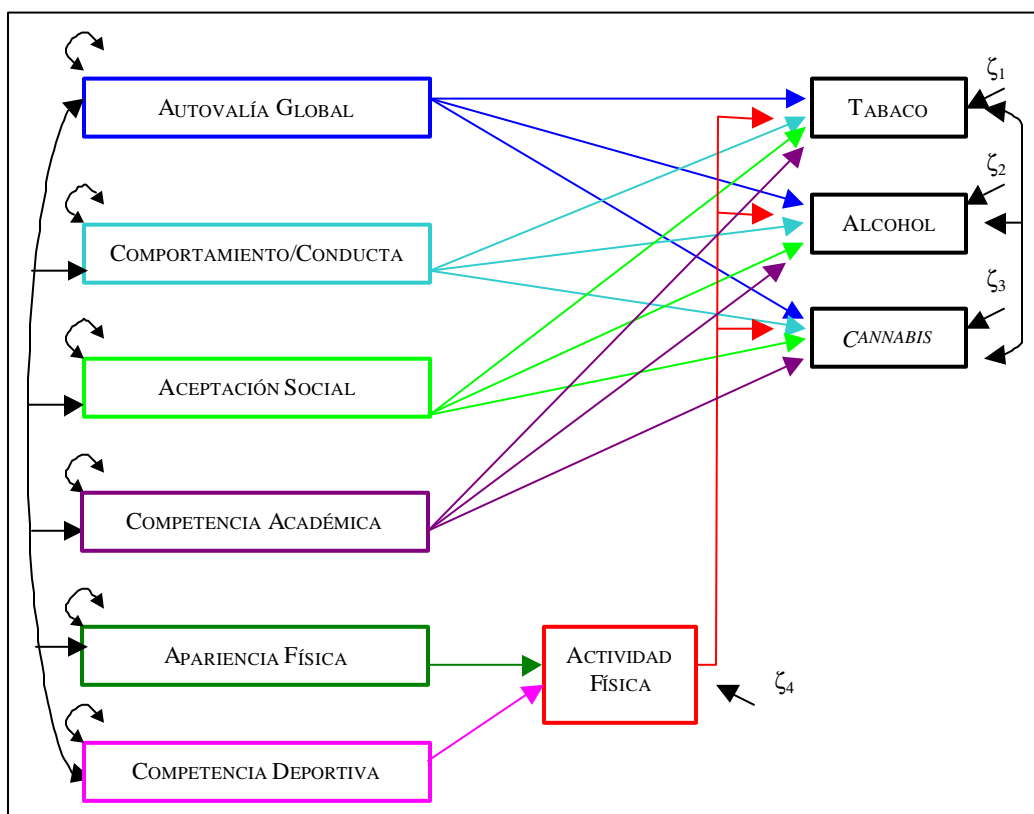 AUTOVALÍA GLOBAL
TABACO
ζ1
COMPORTAMIENTO/CONDUCTA
ALCOHOL
ζ2
ACEPTACIÓN SOCIAL
CANNABIS
ζ3
COMPETENCIA ACADÉMICA
APARIENCIA FÍSICA
ACTIVIDAD
FÍSICA
ζ4
COMPETENCIA DEPORTIVA